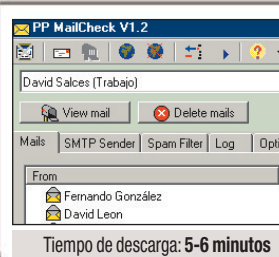 PP MailCheck V1.2
David Salces (Trabajo)
View mail
Delete mails
Mails
SMTP Sender
Spam Filter
Log
Opti
From
Fernando González
David Leon
Tiempo de descarga: 5-6 minutos